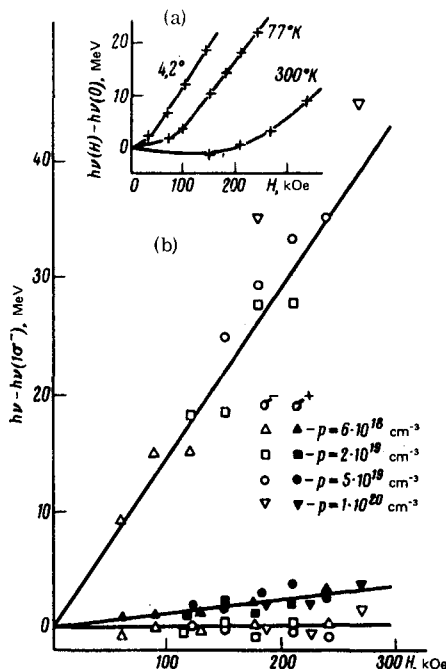 (a)
hν(H)–hν(0), MeV
20
10
0
4,2°
77°K
300°K
0
100
200
H, kOe
(b)
hν–hν(1σ⁻), MeV
40
30
20
10
0
σ⁻ σ⁺
△ ▲ – p = 6·10¹⁸ cm⁻³
□ ■ – p = 2·10¹⁹ cm⁻³
○ ● – p = 5·10¹⁹ cm⁻³
▽ ▼ – p = 1·10²⁰ cm⁻³
0
100
200
300 H, kOe